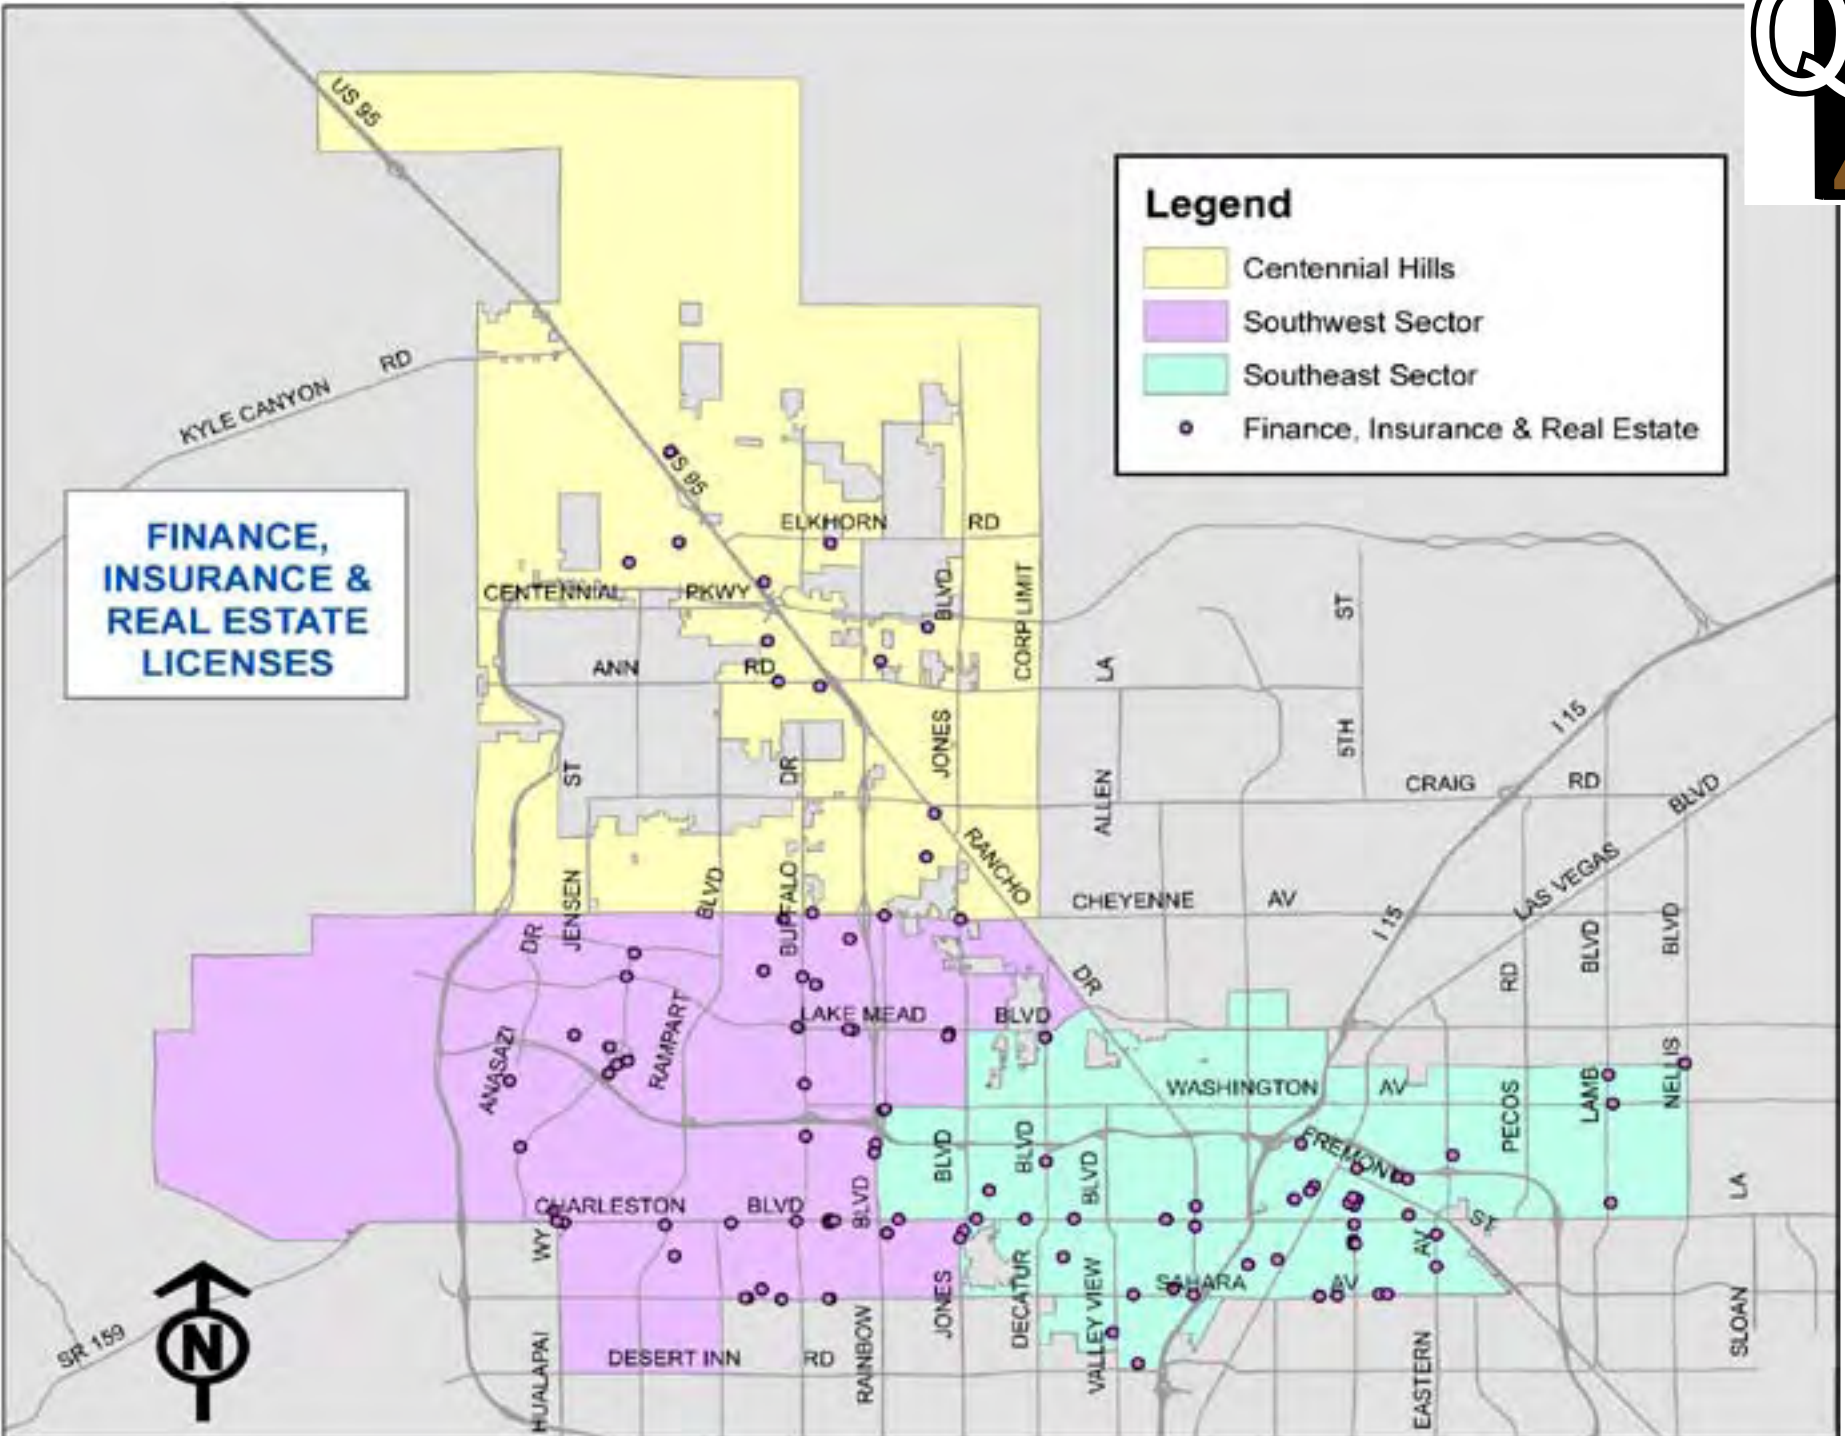 Q
US 95
Legend
Centennial Hills
Southwest Sector
Southeast Sector
Finance, Insurance & Real Estate
KYLE CANYON RD
FINANCE,
INSURANCE &
REAL ESTATE
LICENSES
S 95
ELKHORN RD
CENTENNIAL PKWY
BLVD
CORP LIMIT
ST
ANN RD
LA
JONES
5TH
I 15
ST
DR
ALLEN
CRAIG RD
BLVD
RANCHO
LAS VEGAS
JENSEN
BLVD
BUFFALO
CHEYENNE AV
I 15
DR
BLVD
BLVD
RD
DR
RAMPART
LAKE MEAD BLVD
ANASAZI
WASHINGTON AV
PECOS
LAMB
NELLIS
BLVD
BLVD
BLVD
FREMONT
ST
CHARLESTON BLVD
BLVD
LA
WY
AV
SAHARA AV
SR 159
HUALAPAI
DESERT INN RD
RAINBOW
JONES
DECATUR
VALLEY VIEW
EASTERN
SLOAN
N